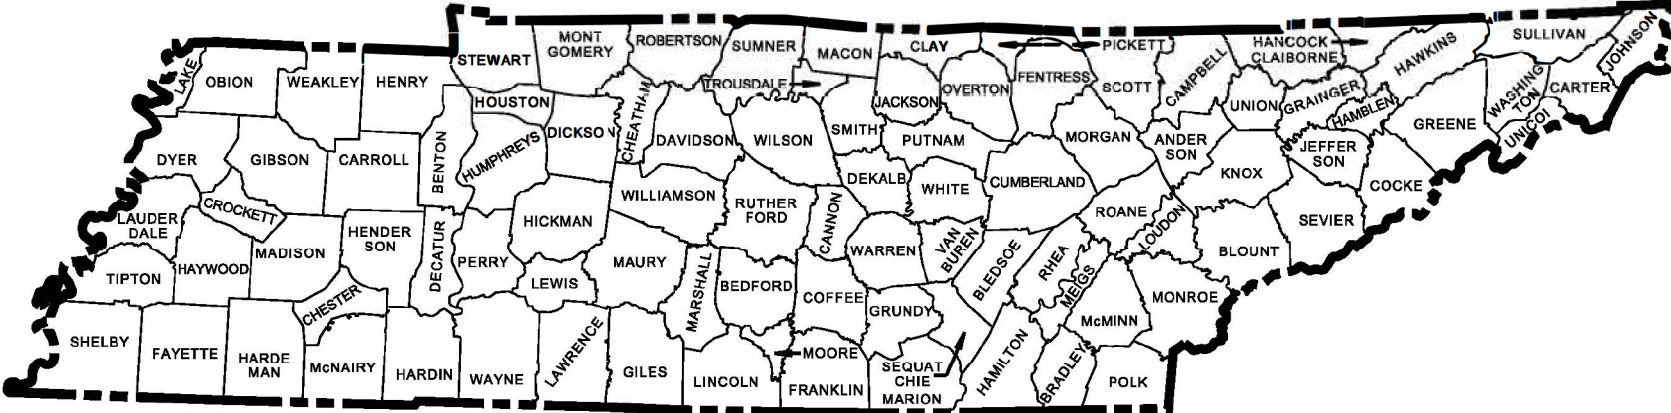 LAKE
OBION
WEAKLEY
HENRY
STEWART
MONT
GOMERY
ROBERTSON
SUMNER
MACON
CLAY
PICKETT
HANCOCK
CLAIBORNE
HAWKINS
SULLIVAN
JOHNSON
TROUSDALE
FENTRESS
SCOTT
CAMPBELL
HOUSTON
CHEATHAM
JACKSON
OVERTON
UNION
GRAINGER
HAMBLEN
WASHING
TON
CARTER
UNICOI
GREENE
DYER
GIBSON
CARROLL
BENTON
HUMPHREYS
DICKSON
DAVIDSON
WILSON
SMITH
PUTNAM
MORGAN
ANDER
SON
JEFFER
SON
KNOX
COCKE
LAUDER
DALE
CROCKETT
HENDER
SON
DECATUR
HICKMAN
WILLIAMSON
RUTHER
FORD
CANNON
DEKALB
WHITE
CUMBERLAND
ROANE
LOUDON
SEVIER
BLOUNT
TIPTON
HAYWOOD
MADISON
PERRY
LEWIS
MAURY
MARSHALL
BEDFORD
COFFEE
WARREN
VAN
BUREN
BLEDSOE
RHEA
MEIGS
MONROE
McMINN
SHELBY
FAYETTE
HARDE
MAN
CHESTER
McNAIRY
HARDIN
WAYNE
LAWRENCE
GILES
LINCOLN
MOORE
FRANKLIN
GRUNDY
SEQUAT
CHIE
MARION
HAMILTON
BRADLEY
POLK